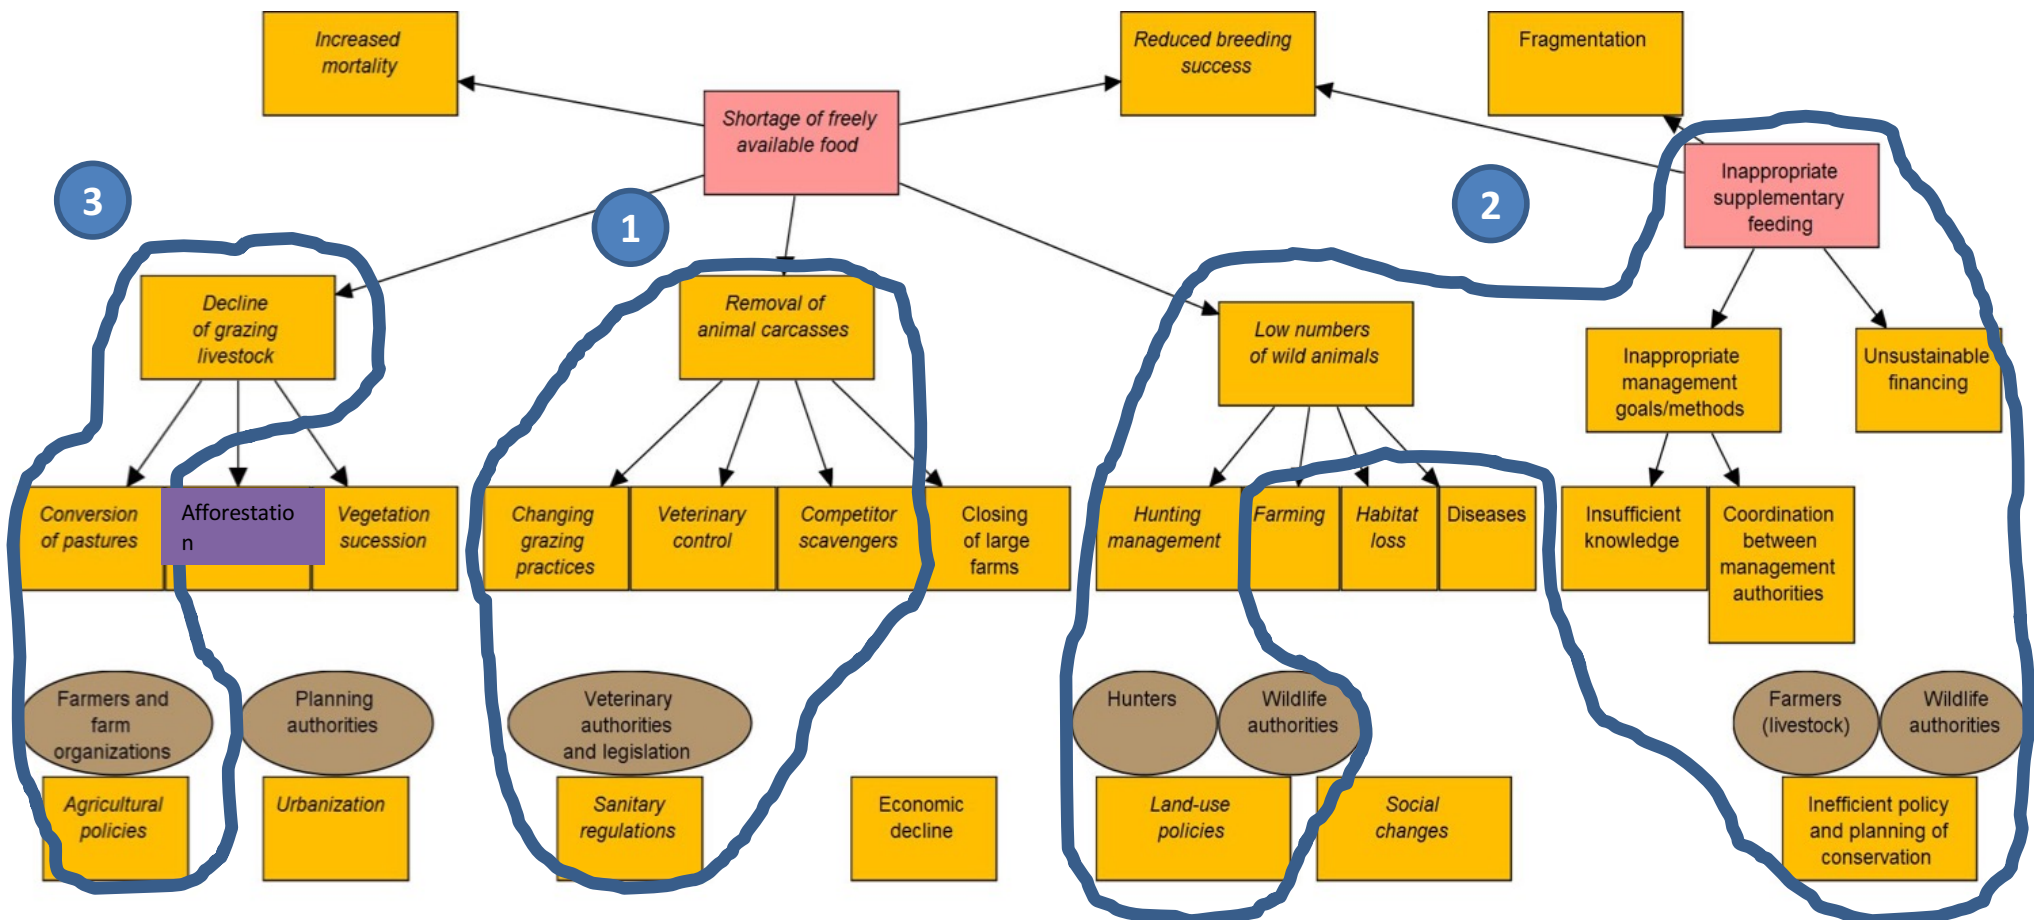 Increased
mortality
Reduced breeding
success
Fragmentation
Shortage of freely
available food
Inappropriate
supplementary
feeding
3
1
2
Decline
of grazing
livestock
Removal of
animal carcasses
Low numbers
of wild animals
Inappropriate
management
goals/methods
Unsustainable
financing
Conversion
of pastures
Afforestatio
n
Vegetation
sucession
Changing
grazing
practices
Veterinary
control
Competitor
scavengers
Closing
of large
farms
Hunting
management
Farming
Habitat
loss
Diseases
Insufficient
knowledge
Coordination
between
management
authorities
Farmers and
farm
organizations
Planning
authorities
Veterinary
authorities
and legislation
Hunters
Wildlife
authorities
Farmers
(livestock)
Wildlife
authorities
Agricultural
policies
Urbanization
Sanitary
regulations
Economic
decline
Land-use
policies
Social
changes
Inefficient policy
and planning of
conservation